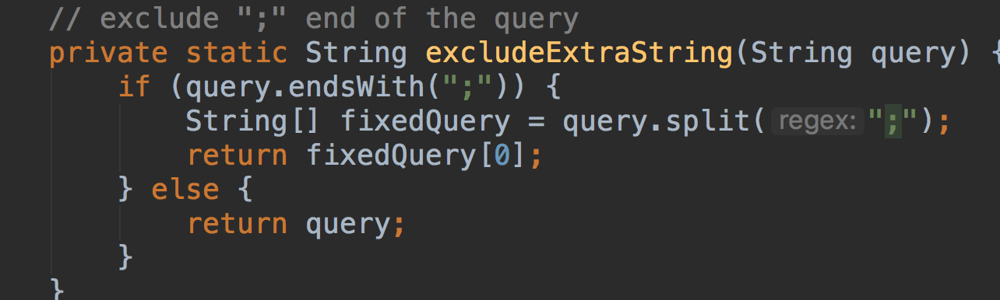 // exclude ";" end of the query
private static String excludeExtraString(String query) {
if (query.endsWith(";")) {
String[] fixedQuery = query.split( regex: ";");
return fixedQuery[0];
} else {
return query;
}
}